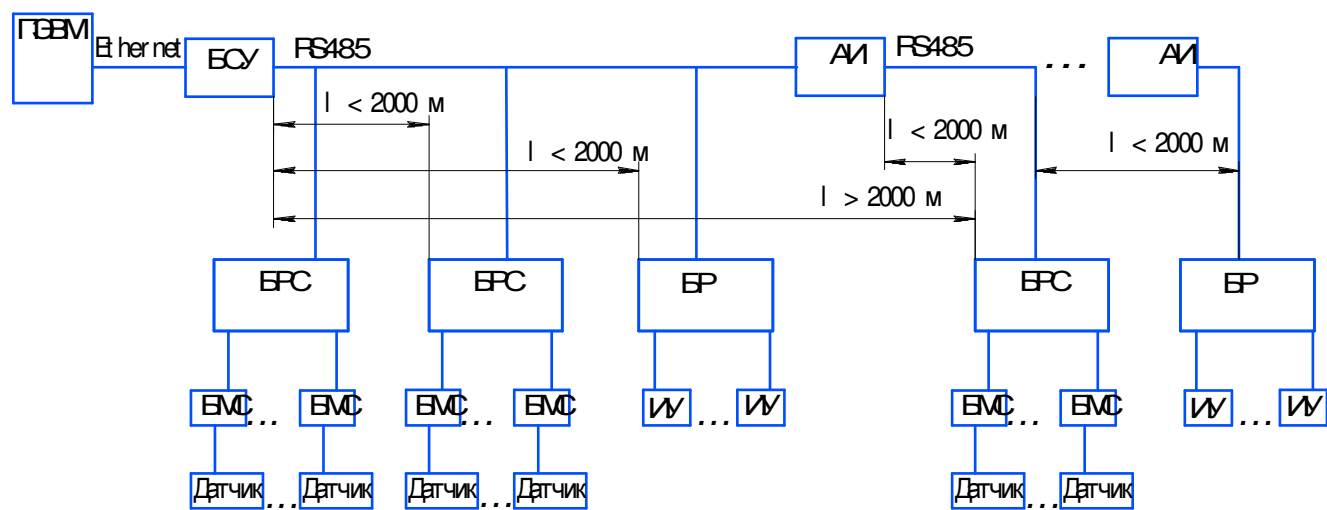 ПЭВМ Ethernet БСУ RS485 АИ RS485 ... АИ
l < 2000 м
l < 2000 м l < 2000 м
l < 2000 м
l > 2000 м
БРС БРС БР БРС БР
БМС ... БМС БМС ... БМС ИУ ... ИУ БМС ... БМС ИУ ... ИУ
Датчик ... Датчик Датчик ... Датчик Датчик ... Датчик